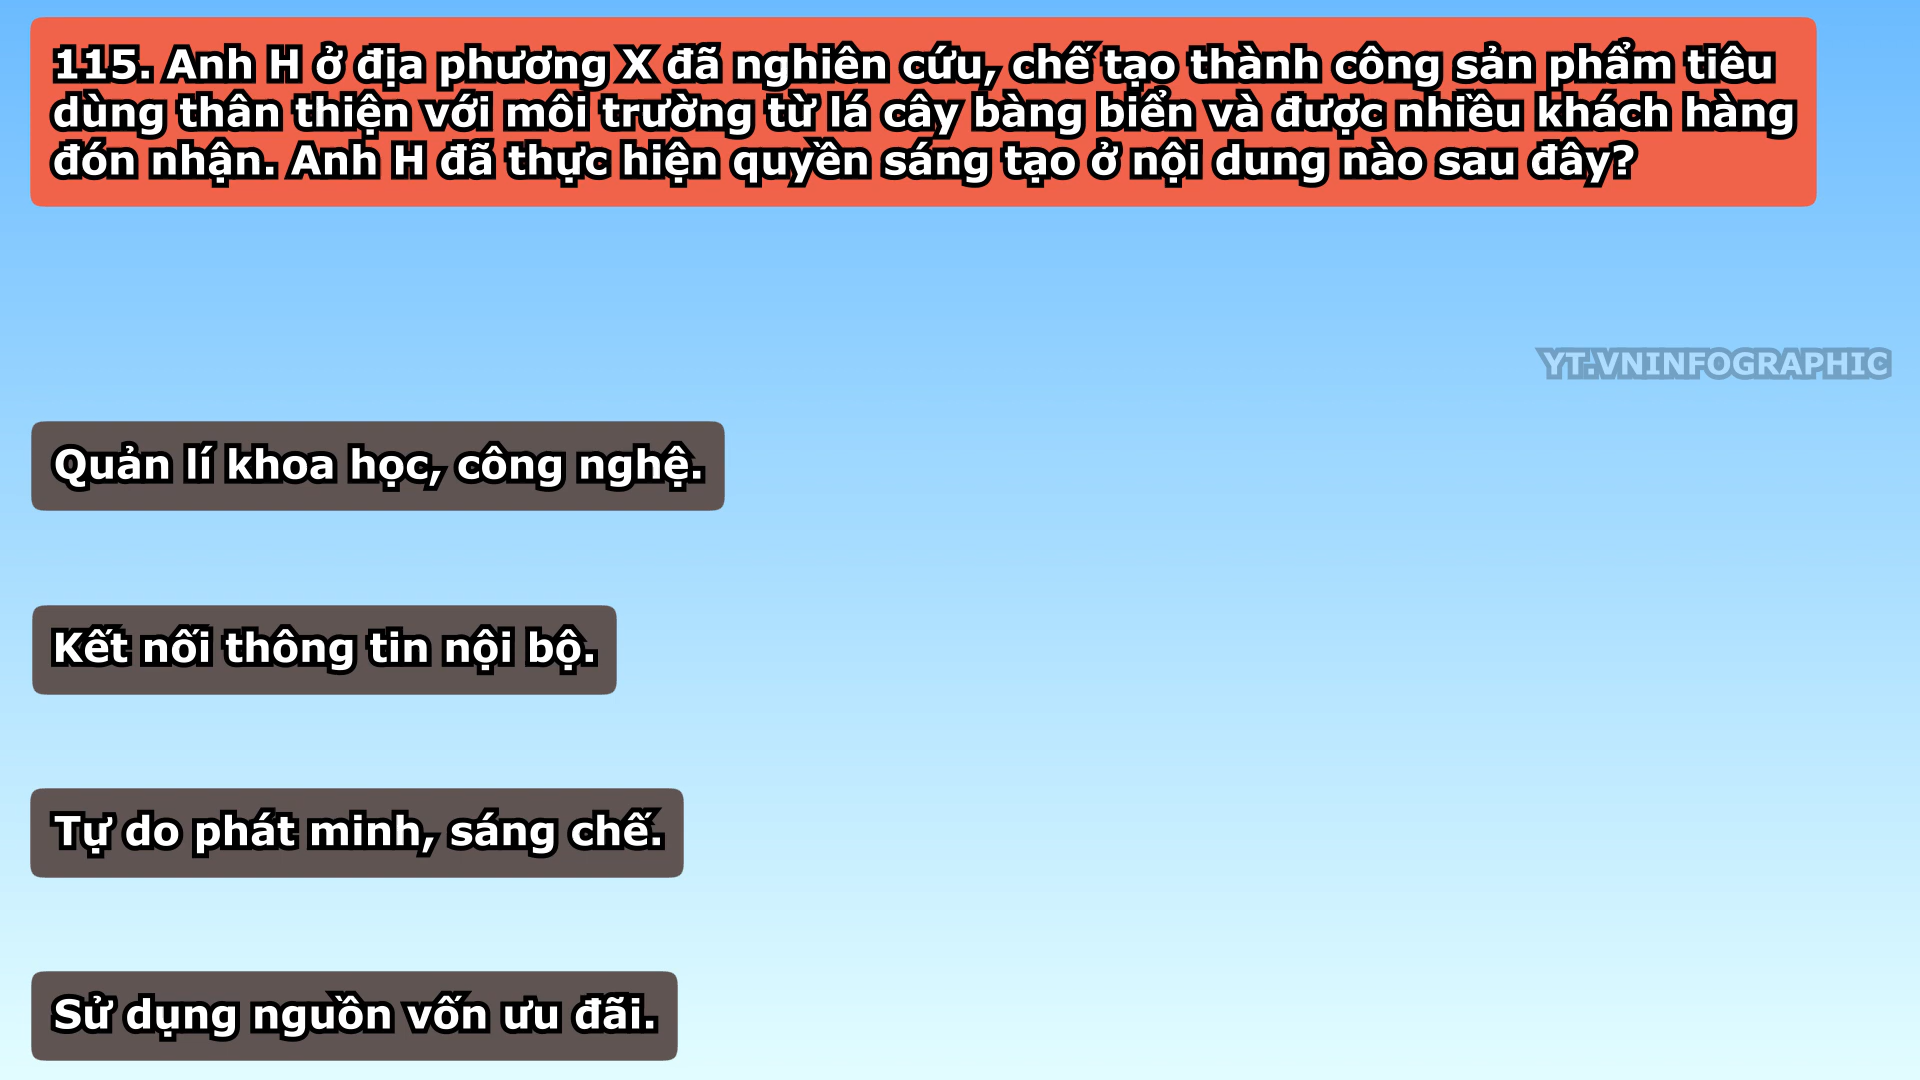 115. Anh H ở địa phương X đã nghiên cứu, chế tạo thành công sản phẩm tiêu
dùng thân thiện với môi trường từ lá cây bàng biển và được nhiều khách hàng
đón nhận. Anh H đã thực hiện quyền sáng tạo ở nội dung nào sau đây?
YT.VNINFOGRAPHIC
Quản lí khoa học, công nghệ.
Kết nối thông tin nội bộ.
Tự do phát minh, sáng chế.
Sử dụng nguồn vốn ưu đãi.